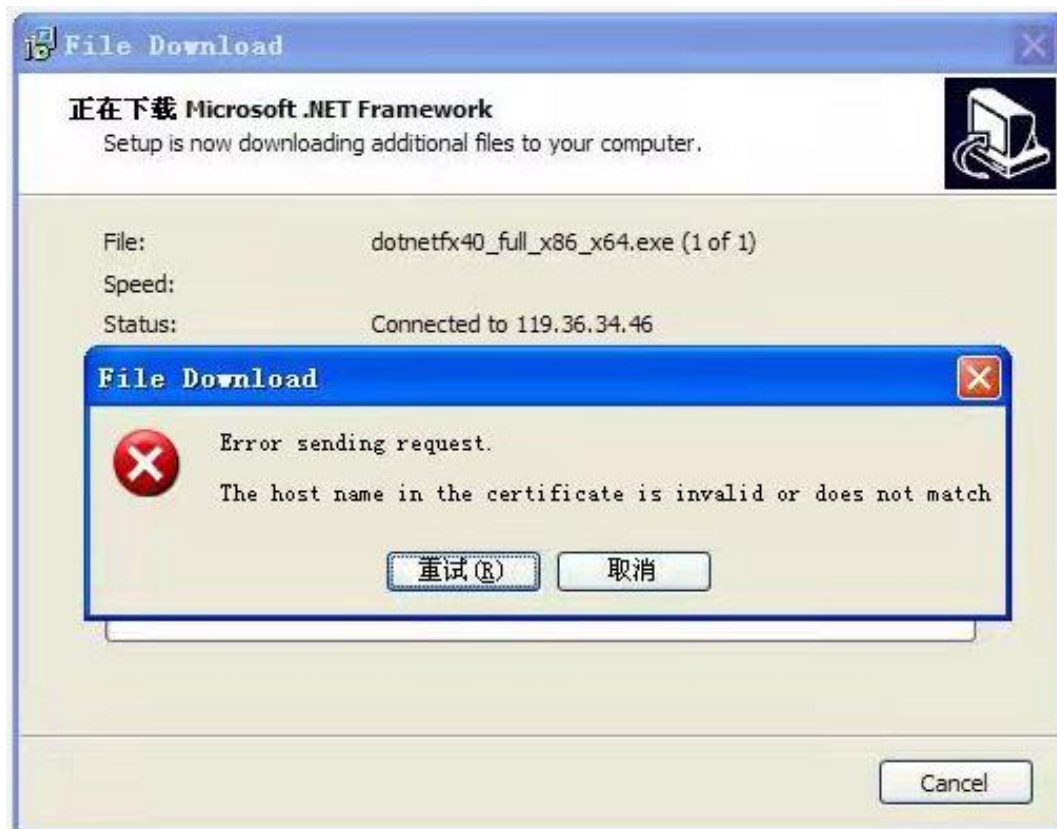 File Download
正在下载 Microsoft .NET Framework
Setup is now downloading additional files to your computer.
File: dotnetfx40_full_x86_x64.exe (1 of 1)
Speed:
Status: Connected to 119.36.34.46
File Download
Error sending request.
The host name in the certificate is invalid or does not match
重试(R) 取消
Cancel